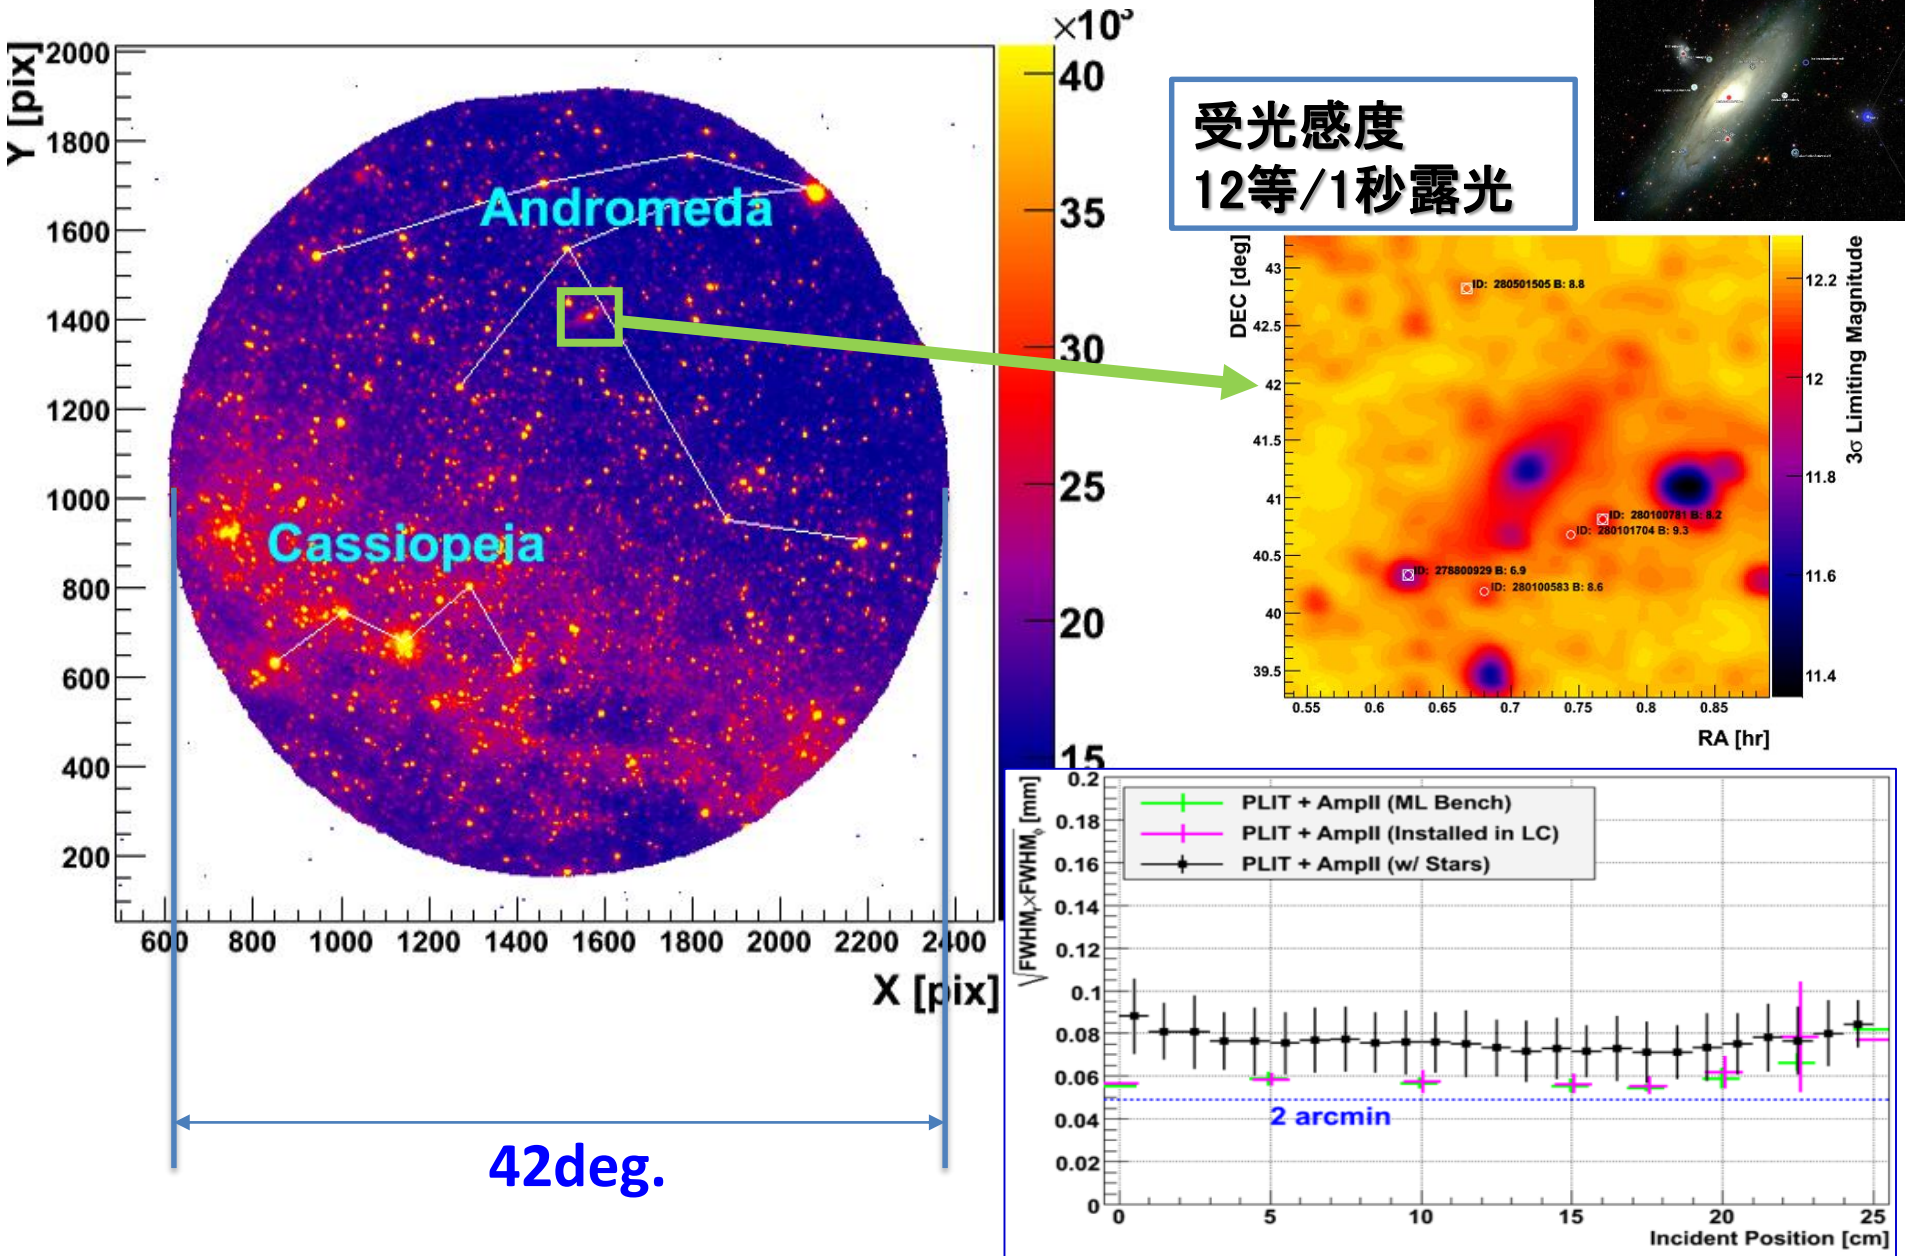 ×10³
Y [pix]
2000
1800
1600
1400
1200
1000
800
600
400
200
600 800 1000 1200 1400 1600 1800 2000 2200 2400
X [pix]
Andromeda
Cassiopeia
40
35
30
25
20
15
42deg.
受光感度
12等/1秒露光
DEC [deg]
43
42.5
42
41.5
41
40.5
40
39.5
ID: 280501505 B: 8.8
ID: 280100781 B: 8.2
ID: 280101704 B: 9.3
ID: 278800929 B: 6.9
ID: 280100583 B: 8.6
0.55 0.6 0.65 0.7 0.75 0.8 0.85
RA [hr]
12.2
12
11.8
11.6
11.4
3σ Limiting Magnitude
√FWHMr×FWHMφ [mm]
0.2
0.18
0.16
0.14
0.12
0.1
0.08
0.06
0.04
0.02
0
PLIT + AmpII (ML Bench)
PLIT + AmpII (Installed in LC)
PLIT + AmpII (w/ Stars)
2 arcmin
0 5 10 15 20 25
Incident Position [cm]